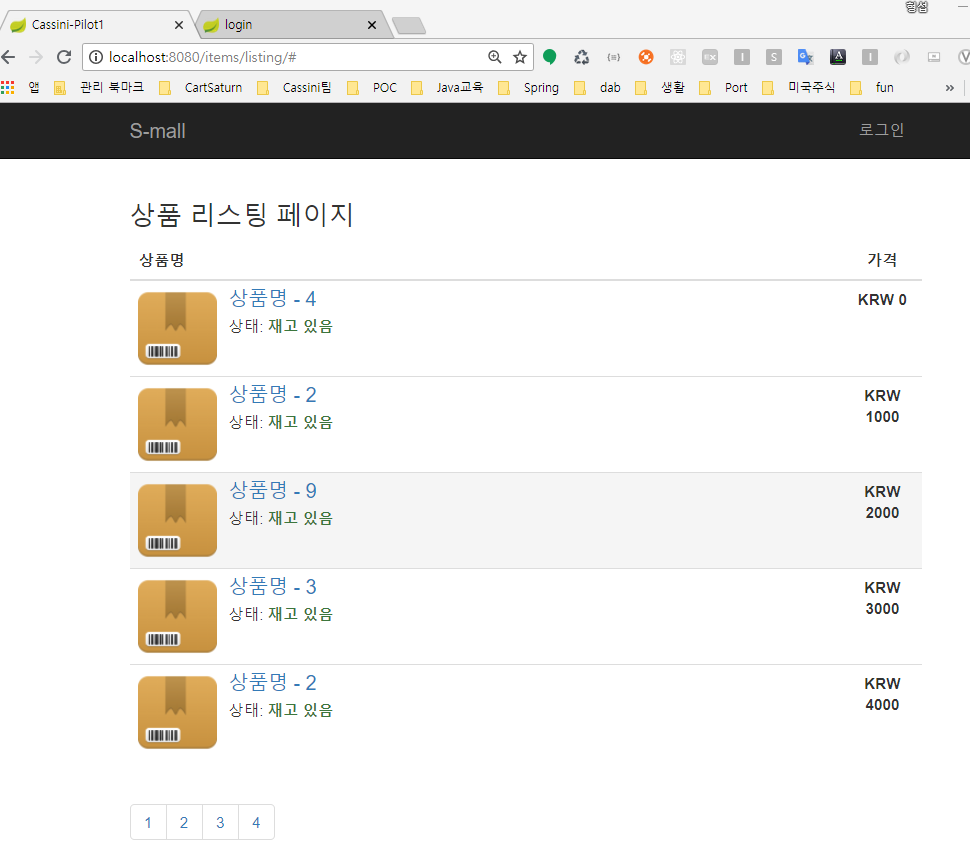 형섭
Cassini-Pilot1
login
localhost:8080/items/listing/#
앱 관리 북마크 CartSaturn Cassini팀 POC Java교육 Spring dab 생활 Port 미국주식 fun »
S-mall 로그인
상품 리스팅 페이지
상품명 가격
상품명 - 4 KRW 0
상태: 재고 있음
상품명 - 2 KRW
1000
상태: 재고 있음
상품명 - 9 KRW
2000
상태: 재고 있음
상품명 - 3 KRW
3000
상태: 재고 있음
상품명 - 2 KRW
4000
상태: 재고 있음
1 2 3 4